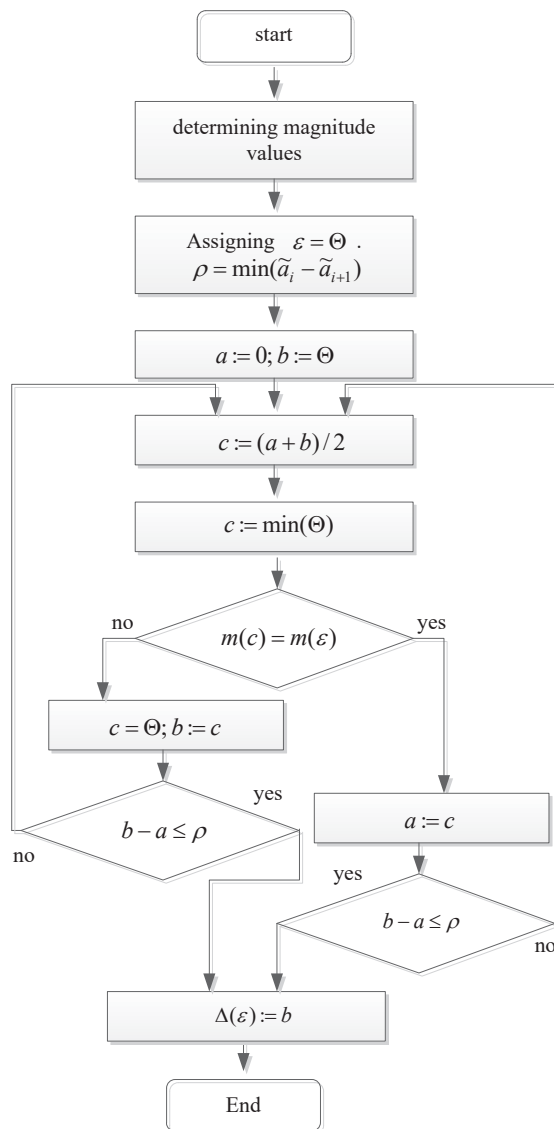 start
determining magnitude
values
Assigning ε = Θ .
ρ = min(ã_i − ã_{i+1})
a := 0; b := Θ
c := (a + b) / 2
c := min(Θ)
no
yes
m(c) = m(ε)
c = Θ; b := c
yes
b − a ≤ ρ
no
a := c
yes
b − a ≤ ρ
no
Δ(ε) := b
End